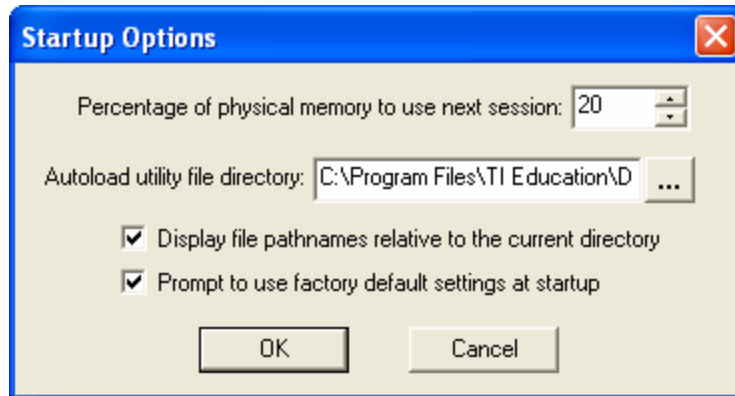 Startup Options
Percentage of physical memory to use next session: 20
Autoload utility file directory: C:\Program Files\TI Education\D ...
Display file pathnames relative to the current directory
Prompt to use factory default settings at startup
OK Cancel